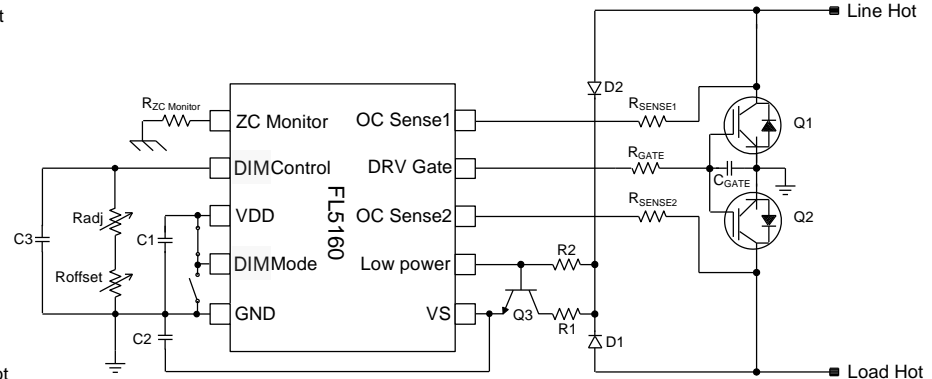 ot
Line Hot
D2
RZC Monitor
RSENSE1
Q1
ZC Monitor
OC Sense1
RGATE
DIMControl
DRV Gate
CGATE
FL5160
Radj
VDD
OC Sense2
RSENSE2
Q2
C3
C1
Roffset
DIMMode
Low power
R2
GND
VS
Q3
R1
C2
D1
ot
Load Hot